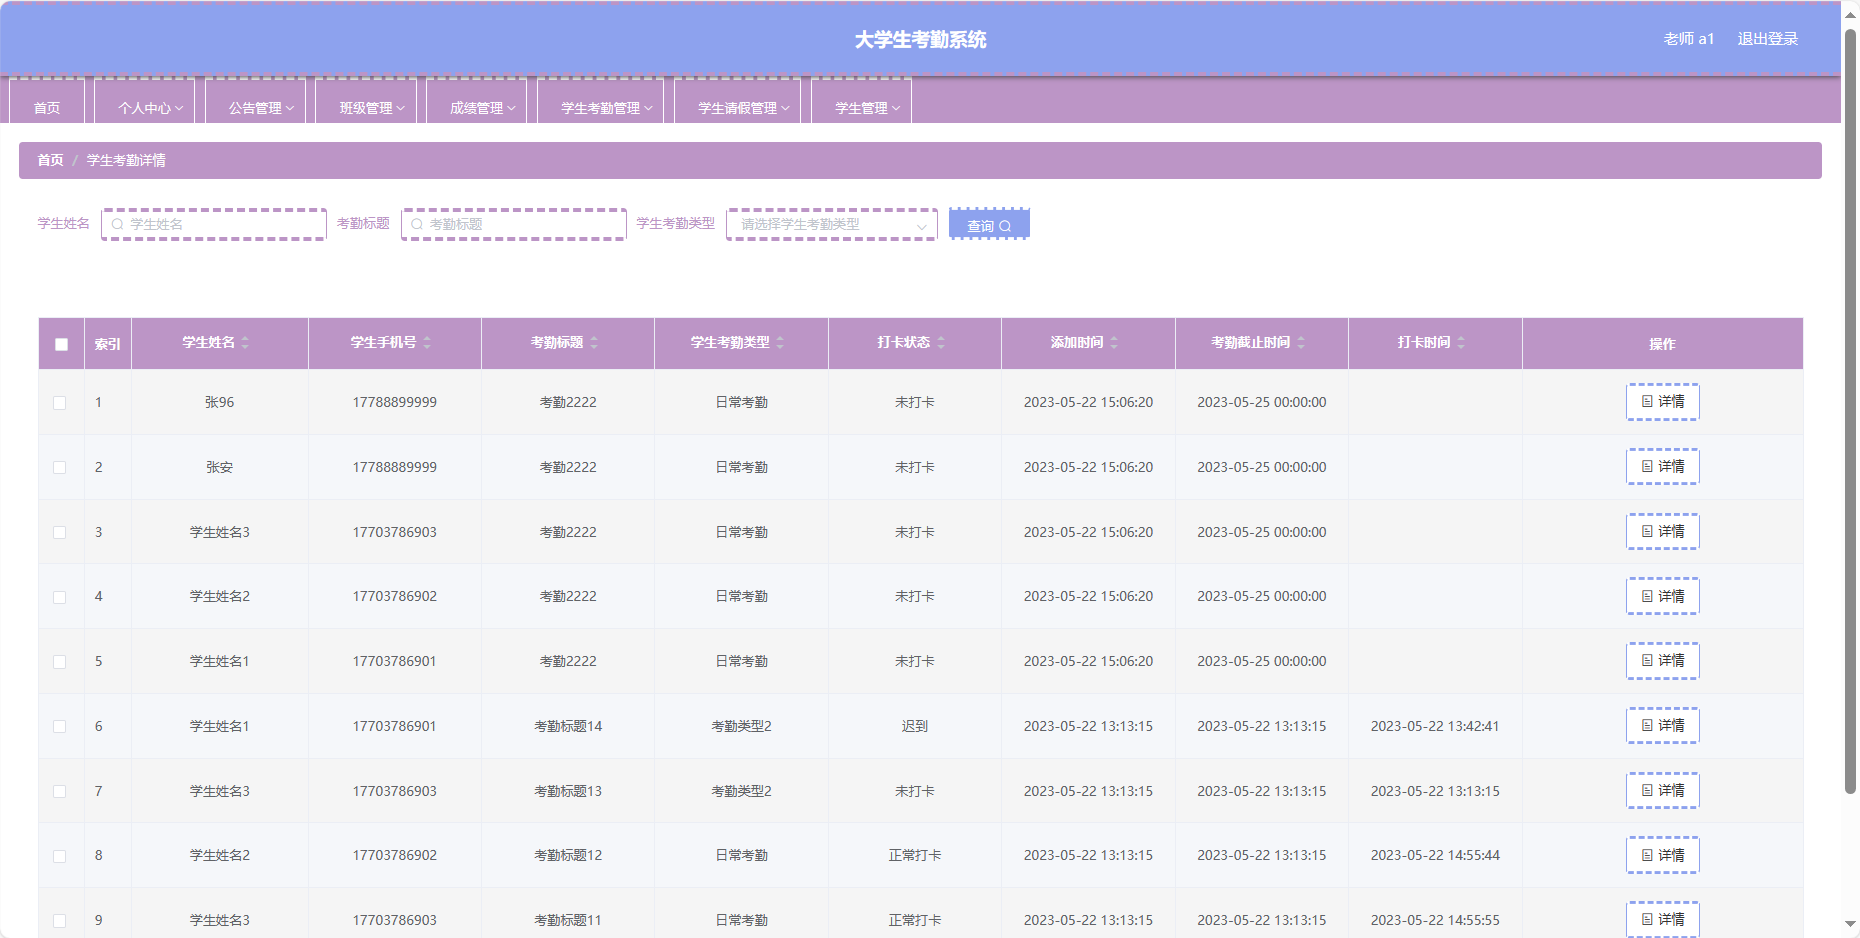 大学生考勤系统
老师 a1 退出登录
首页 个人中心 公告管理 班级管理 成绩管理 学生考勤管理 学生请假管理 学生管理
首页 / 学生考勤详情
学生姓名 学生姓名 考勤标题 考勤标题 学生考勤类型 请选择学生考勤类型 查询
索引 学生姓名 学生手机号 考勤标题 学生考勤类型 打卡状态 添加时间 考勤截止时间 打卡时间 操作
1 张96 17788899999 考勤2222 日常考勤 未打卡 2023-05-22 15:06:20 2023-05-25 00:00:00 详情
2 张安 17788889999 考勤2222 日常考勤 未打卡 2023-05-22 15:06:20 2023-05-25 00:00:00 详情
3 学生姓名3 17703786903 考勤2222 日常考勤 未打卡 2023-05-22 15:06:20 2023-05-25 00:00:00 详情
4 学生姓名2 17703786902 考勤2222 日常考勤 未打卡 2023-05-22 15:06:20 2023-05-25 00:00:00 详情
5 学生姓名1 17703786901 考勤2222 日常考勤 未打卡 2023-05-22 15:06:20 2023-05-25 00:00:00 详情
6 学生姓名1 17703786901 考勤标题14 考勤类型2 迟到 2023-05-22 13:13:15 2023-05-22 13:13:15 2023-05-22 13:42:41 详情
7 学生姓名3 17703786903 考勤标题13 考勤类型2 未打卡 2023-05-22 13:13:15 2023-05-22 13:13:15 2023-05-22 13:13:15 详情
8 学生姓名2 17703786902 考勤标题12 日常考勤 正常打卡 2023-05-22 13:13:15 2023-05-22 13:13:15 2023-05-22 14:55:44 详情
9 学生姓名3 17703786903 考勤标题11 日常考勤 正常打卡 2023-05-22 13:13:15 2023-05-22 13:13:15 2023-05-22 14:55:55 详情